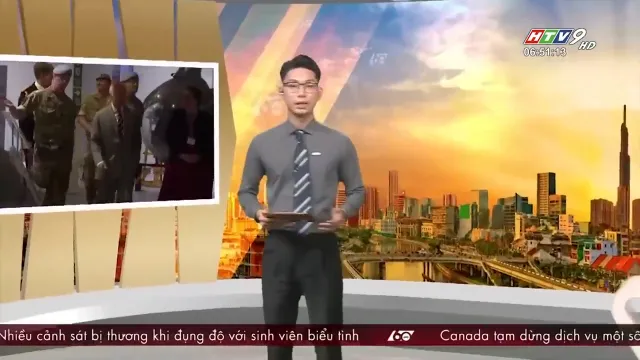 HTV9 HD
06:51:13
Nhiều cảnh sát bị thương khi đụng độ với sinh viên biểu tình
60 Canada tạm dừng dịch vụ một số